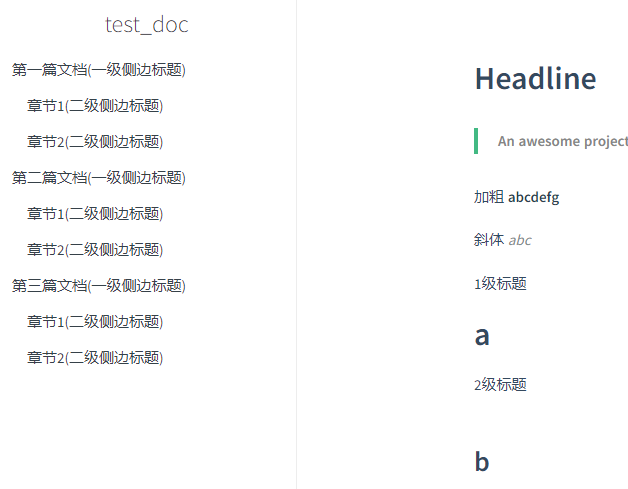 test_doc
第一篇文档(一级侧边标题)
章节1(二级侧边标题)
章节2(二级侧边标题)
第二篇文档(一级侧边标题)
章节1(二级侧边标题)
章节2(二级侧边标题)
第三篇文档(一级侧边标题)
章节1(二级侧边标题)
章节2(二级侧边标题)
Headline
An awesome project
加粗 abcdefg
斜体 abc
1级标题
a
2级标题
b